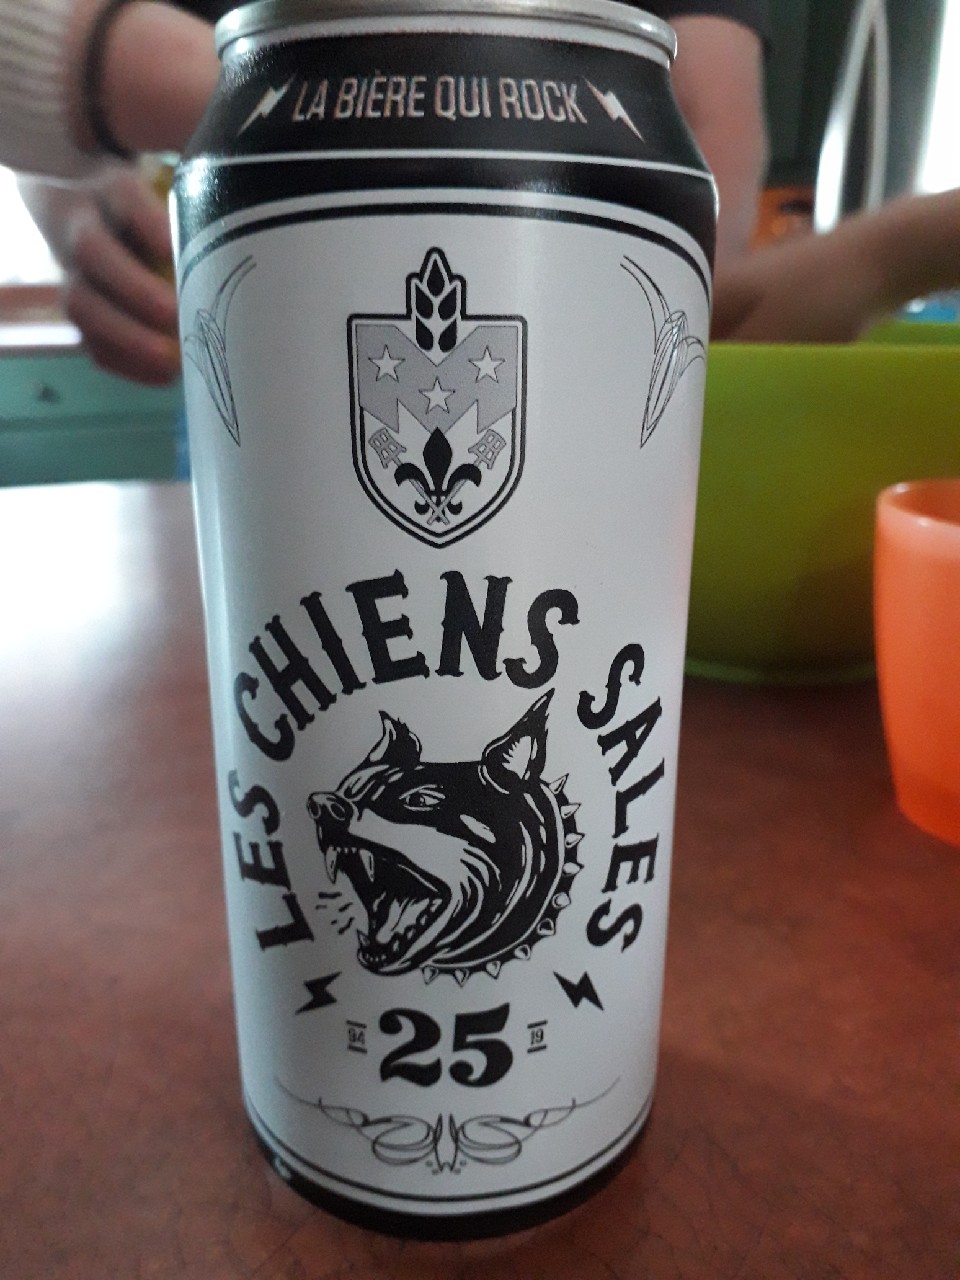 LA BIÈRE QUI ROCK
LES CHIENS SALES
94 25 19